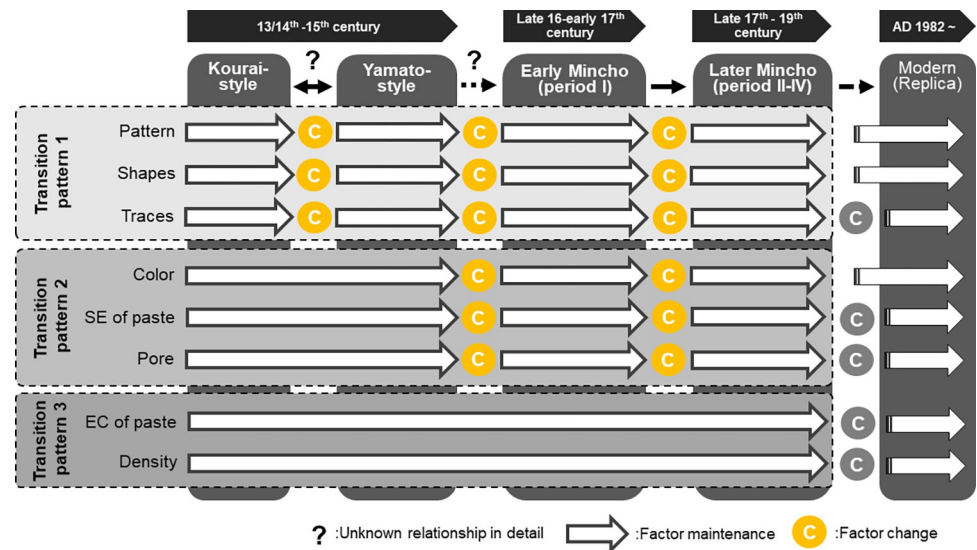 13/14th -15th century
Late 16-early 17th
century
Late 17th - 19th
century
AD 1982 ~
Kourai-
style
?
Yamato-
style
?
Early Mincho
(period I)
Later Mincho
(period II-IV)
Modern
(Replica)
Transition
pattern 1
Pattern C C C
Shapes C C C
Traces C C C C
Transition
pattern 2
Color C C
SE of paste C C C
Pore C C C
Transition
pattern 3
EC of paste C
Density C
? :Unknown relationship in detail :Factor maintenance C :Factor change